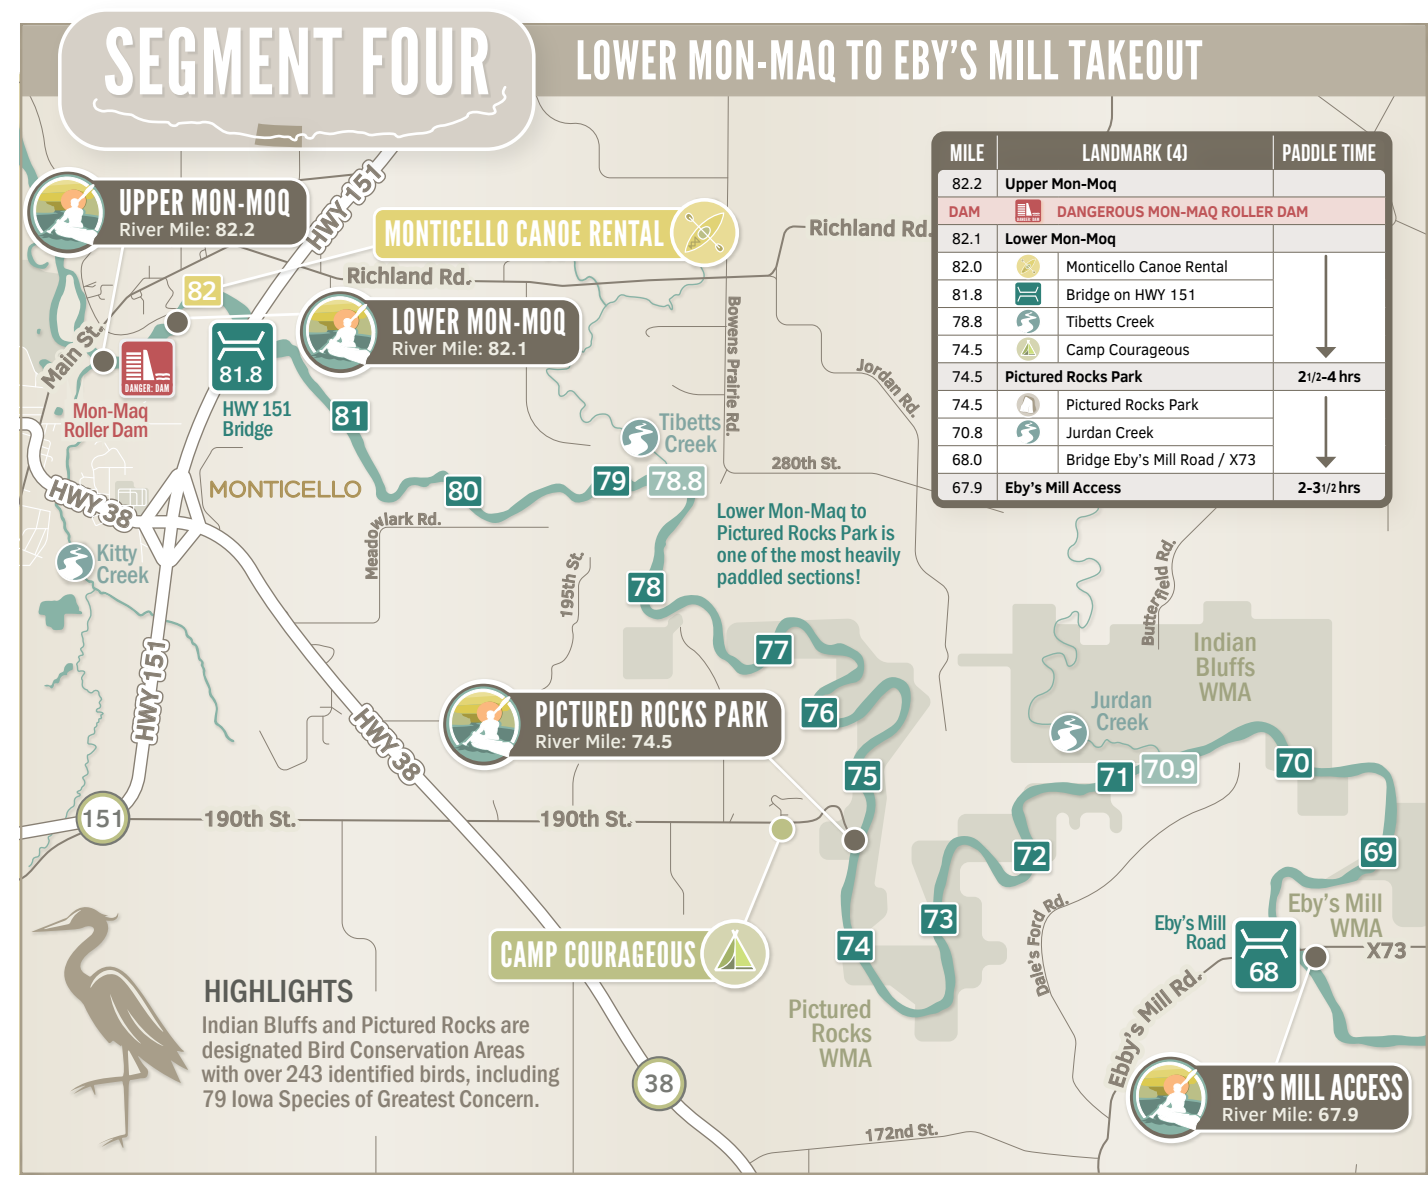 SEGMENT FOUR
LOWER MON-MAQ TO EBY'S MILL TAKEOUT
MILE LANDMARK (4) PADDLE TIME
82.2 Upper Mon-Moq
DAM DANGER: DAM DANGEROUS MON-MAQ ROLLER DAM
82.1 Lower Mon-Moq
82.0 Monticello Canoe Rental
81.8 Bridge on HWY 151
78.8 Tibetts Creek
74.5 Camp Courageous
74.5 Pictured Rocks Park 2 1/2-4 hrs
74.5 Pictured Rocks Park
70.8 Jurdan Creek
68.0 Bridge Eby's Mill Road / X73
67.9 Eby's Mill Access 2-3 1/2 hrs
UPPER MON-MOQ
River Mile: 82.2
HWY 151
MONTICELLO CANOE RENTAL
Richland Rd.
Richland Rd.
82
LOWER MON-MOQ
River Mile: 82.1
Main St.
DANGER: DAM
Mon-Maq
Roller Dam
81.8
HWY 151
Bridge
81
Bowens Prairie Rd.
Jordan Rd.
Tibetts
Creek
280th St.
MONTICELLO
80
79
78.8
HWY 38
Meadowlark Rd.
Lower Mon-Maq to
Pictured Rocks Park is
one of the most heavily
paddled sections!
Kitty
Creek
195th St.
78
Butterfield Rd.
77
Indian
Bluffs
WMA
HWY 151
HWY 38
76
PICTURED ROCKS PARK
River Mile: 74.5
Jurdan
Creek
75
71
70.9
70
151
190th St.
190th St.
72
69
73
74
Dale's Ford Rd.
Eby's Mill
Road
Eby's Mill
WMA
68
X73
CAMP COURAGEOUS
Ebby's Mill Rd.
Pictured
Rocks
WMA
HIGHLIGHTS
Indian Bluffs and Pictured Rocks are
designated Bird Conservation Areas
with over 243 identified birds, including
79 Iowa Species of Greatest Concern.
38
EBY'S MILL ACCESS
River Mile: 67.9
172nd St.